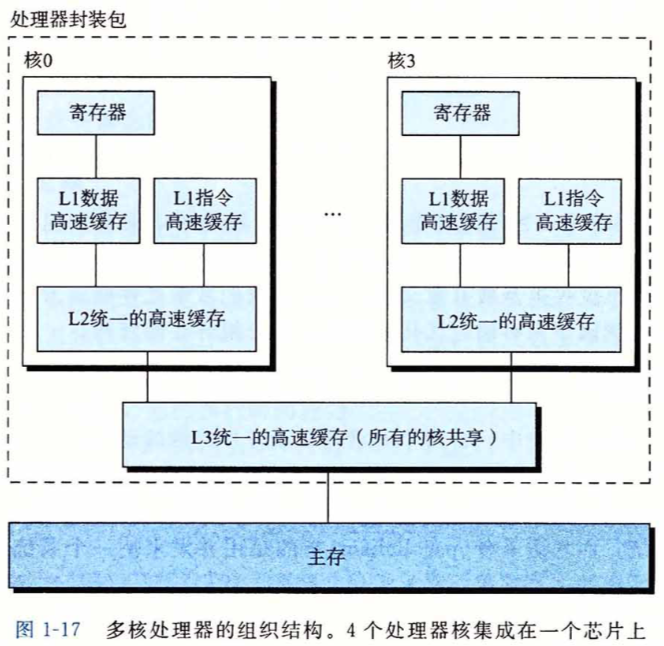 处理器封装包
核0
核3
寄存器
寄存器
L1数据
高速缓存
L1指令
高速缓存
...
L1数据
高速缓存
L1指令
高速缓存
L2统一的高速缓存
L2统一的高速缓存
L3统一的高速缓存（所有的核共享）
主存
图 1-17 多核处理器的组织结构。4 个处理器核集成在一个芯片上